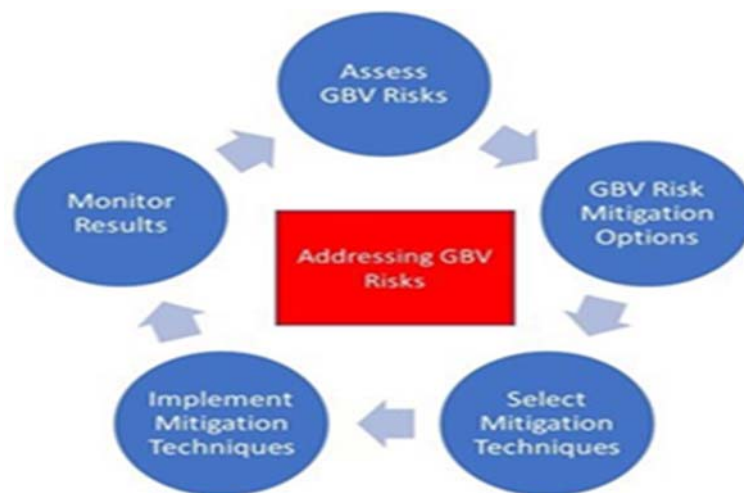 Assess
GBV Risks
GBV Risk
Mitigation
Options
Select
Mitigation
Techniques
Implement
Mitigation
Techniques
Monitor
Results
Addressing GBV
Risks